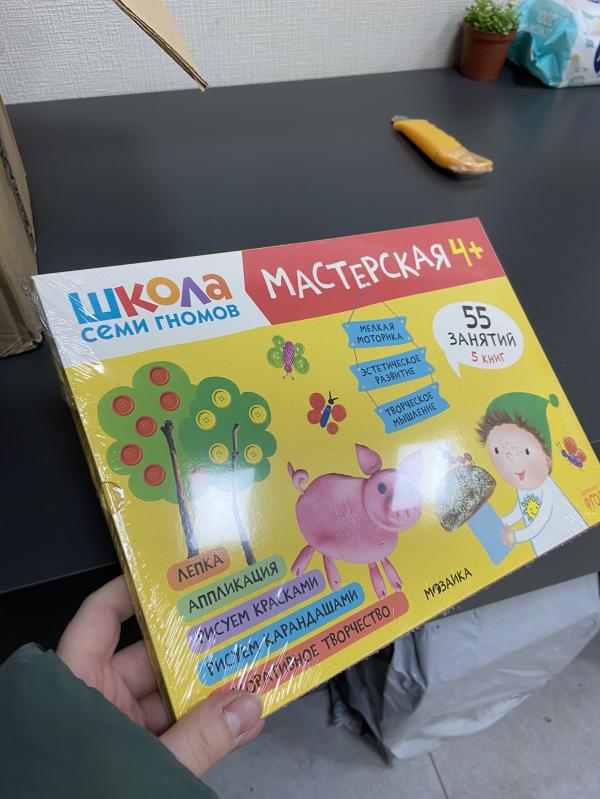 ШКОЛА
СЕМИ ГНОМОВ
МАСТЕРСКАЯ 4+
55
ЗАНЯТИЙ
5 КНИГ
МЕЛКАЯ
МОТОРИКА
ЭСТЕТИЧЕСКОЕ
РАЗВИТИЕ
ТВОРЧЕСКОЕ
МЫШЛЕНИЕ
ЛЕПКА
АППЛИКАЦИЯ
РИСУЕМ КРАСКАМИ
РИСУЕМ КАРАНДАШАМИ
ТВОРЧЕСТВО
МОЗАИКА